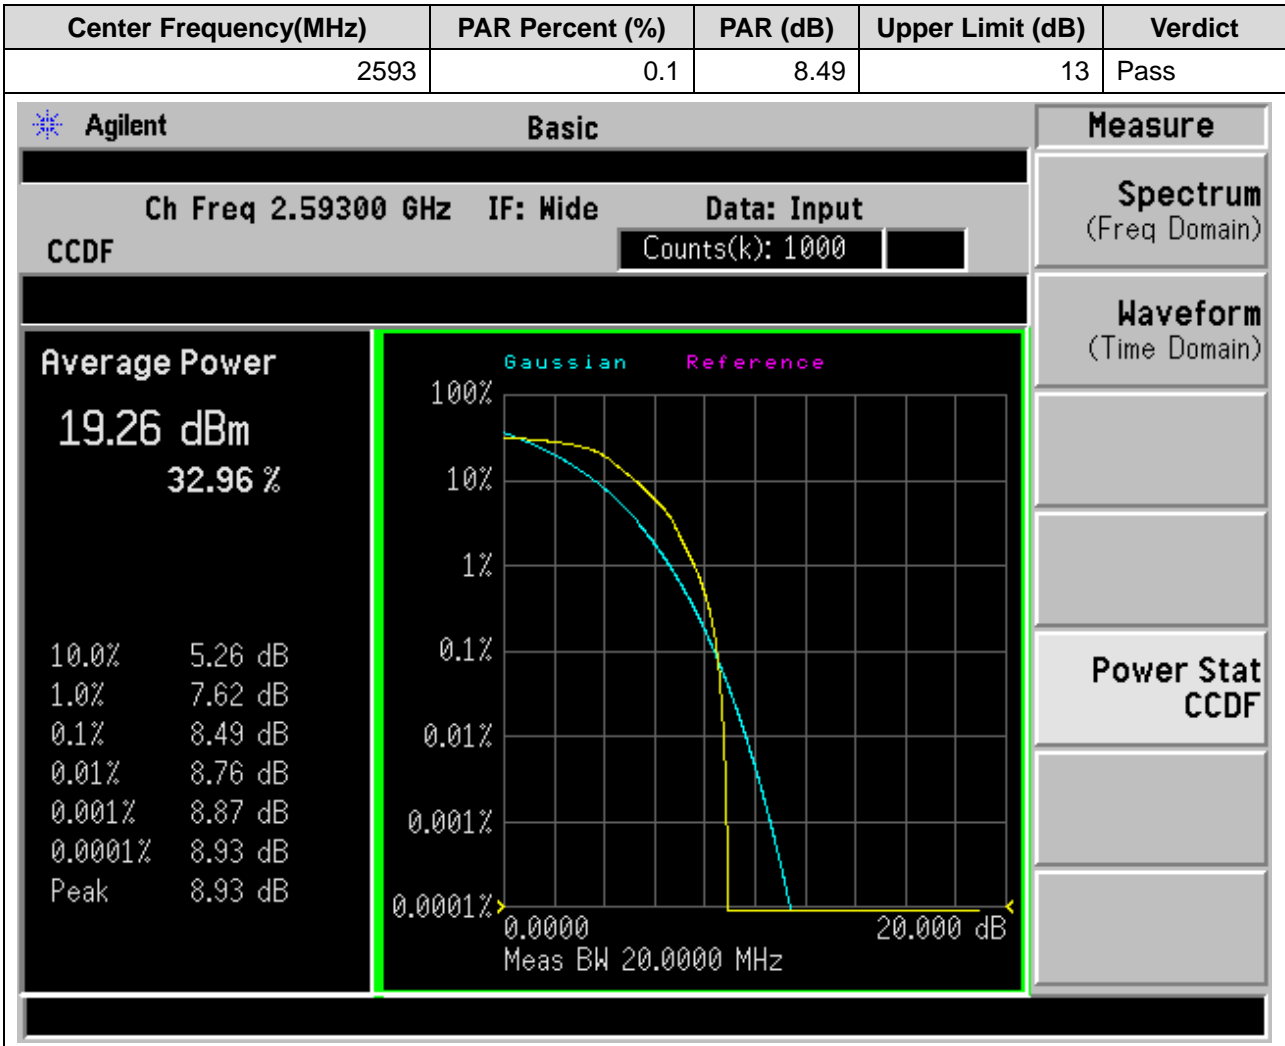 Center Frequency(MHz) PAR Percent (%) PAR (dB) Upper Limit (dB) Verdict
2593 0.1 8.49 13 Pass
Agilent Basic Measure
Ch Freq 2.59300 GHz IF: Wide Data: Input
CCDF Counts(k): 1000
Spectrum
(Freq Domain)
Waveform
(Time Domain)
Power Stat
CCDF
Average Power
19.26 dBm
32.96 %
10.0% 5.26 dB
1.0% 7.62 dB
0.1% 8.49 dB
0.01% 8.76 dB
0.001% 8.87 dB
0.0001% 8.93 dB
Peak 8.93 dB
Gaussian Reference
100%
10%
1%
0.1%
0.01%
0.001%
0.0001%
0.0000 20.000 dB
Meas BW 20.0000 MHz